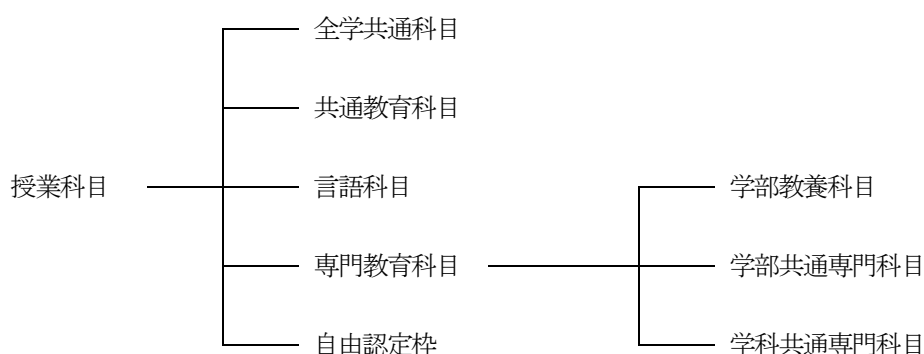 全学共通科目
共通教育科目
授業科目
言語科目
学部教養科目
専門教育科目
学部共通専門科目
自由認定枠
学科共通専門科目